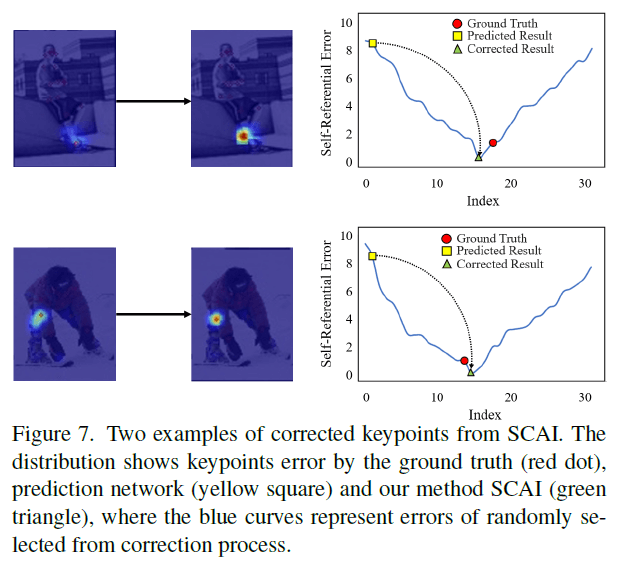 10
8
6
4
2
0
Self-Referential Error
Ground Truth
Predicted Result
Corrected Result
0
10
20
30
Index
10
8
6
4
2
0
Self-Referential Error
Ground Truth
Predicted Result
Corrected Result
0
10
20
30
Index
Figure 7. Two examples of corrected keypoints from SCAI. The
distribution shows keypoints error by the ground truth (red dot),
prediction network (yellow square) and our method SCAI (green
triangle), where the blue curves represent errors of randomly se-
lected from correction process.